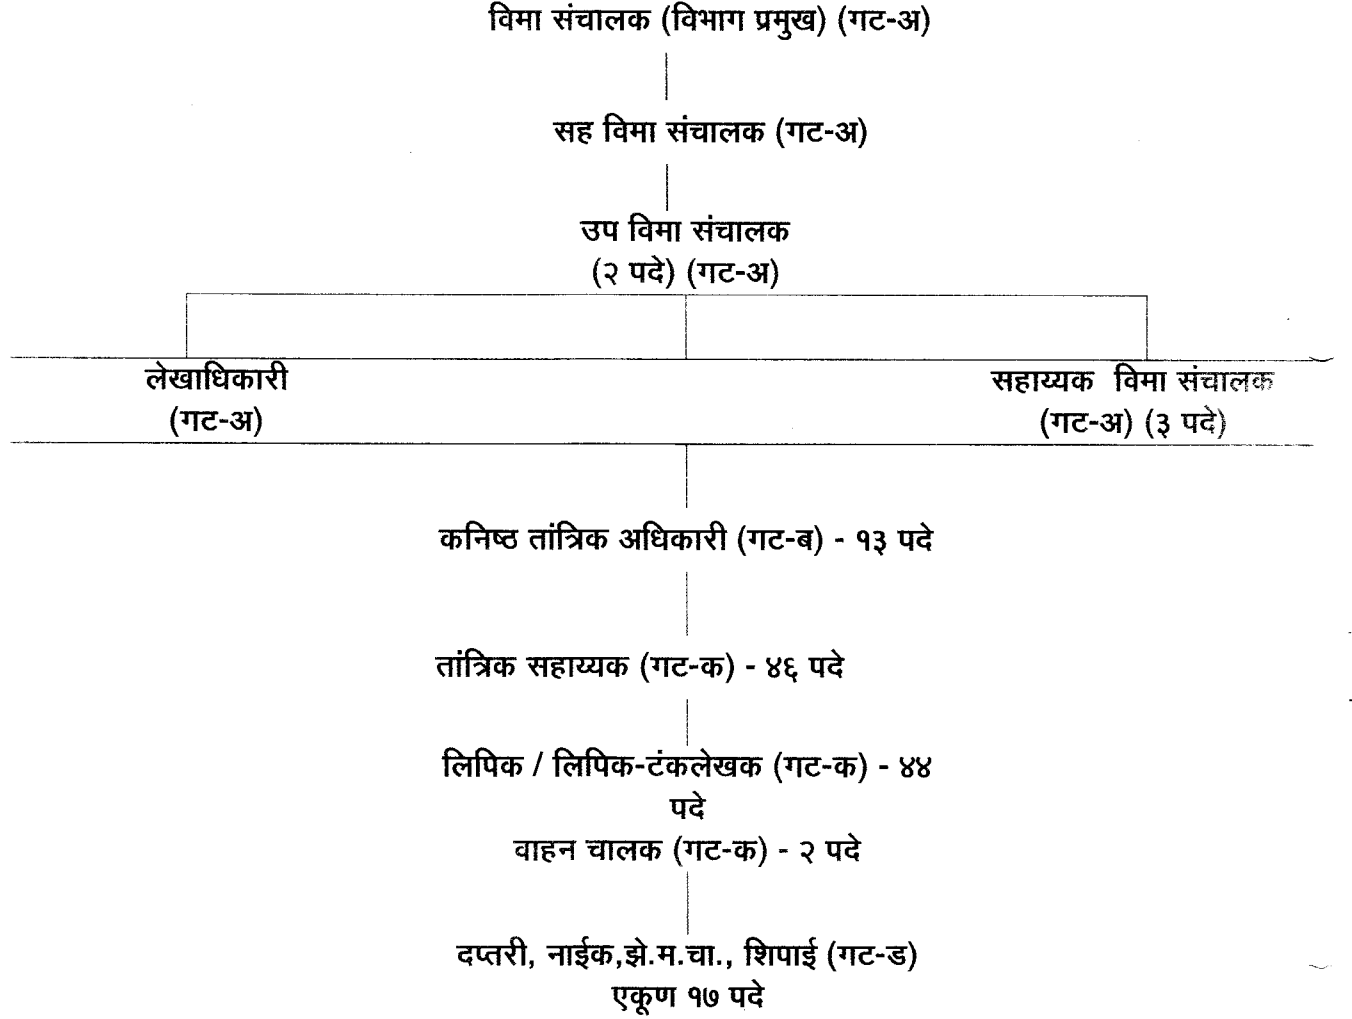 विमा संचालक (विभाग प्रमुख) (गट-अ)
सह विमा संचालक (गट-अ)
उप विमा संचालक
(२ पदे) (गट-अ)
लेखाधिकारी
(गट-अ)
सहाय्यक विमा संचालक
(गट-अ) (३ पदे)
कनिष्ठ तांत्रिक अधिकारी (गट-ब) - १३ पदे
तांत्रिक सहाय्यक (गट-क) - ४६ पदे
लिपिक / लिपिक-टंकलेखक (गट-क) - ४४
पदे
वाहन चालक (गट-क) - २ पदे
दप्तरी, नाईक,झे.म.चा., शिपाई (गट-ड)
एकूण १७ पदे